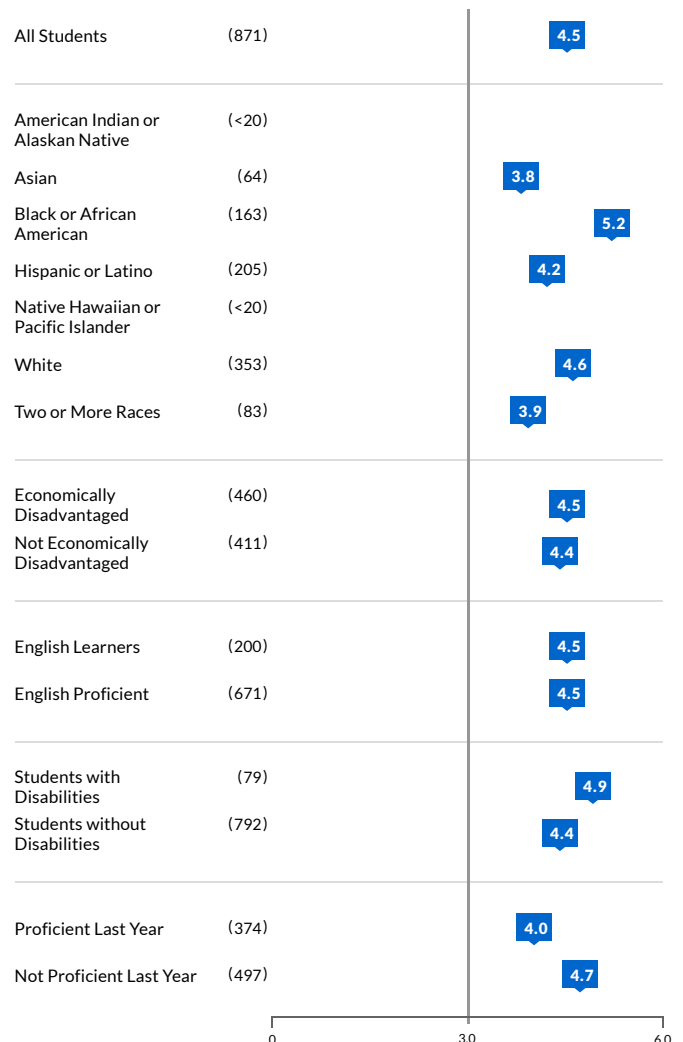 All Students (871) 4.5
American Indian or (<20)
Alaskan Native
Asian (64) 3.8
Black or African (163) 5.2
American
Hispanic or Latino (205) 4.2
Native Hawaiian or (<20)
Pacific Islander
White (353) 4.6
Two or More Races (83) 3.9
Economically (460) 4.5
Disadvantaged
Not Economically (411) 4.4
Disadvantaged
English Learners (200) 4.5
English Proficient (671) 4.5
Students with (79) 4.9
Disabilities
Students without (792) 4.4
Disabilities
Proficient Last Year (374) 4.0
Not Proficient Last Year (497) 4.7
0 3.0 6.0